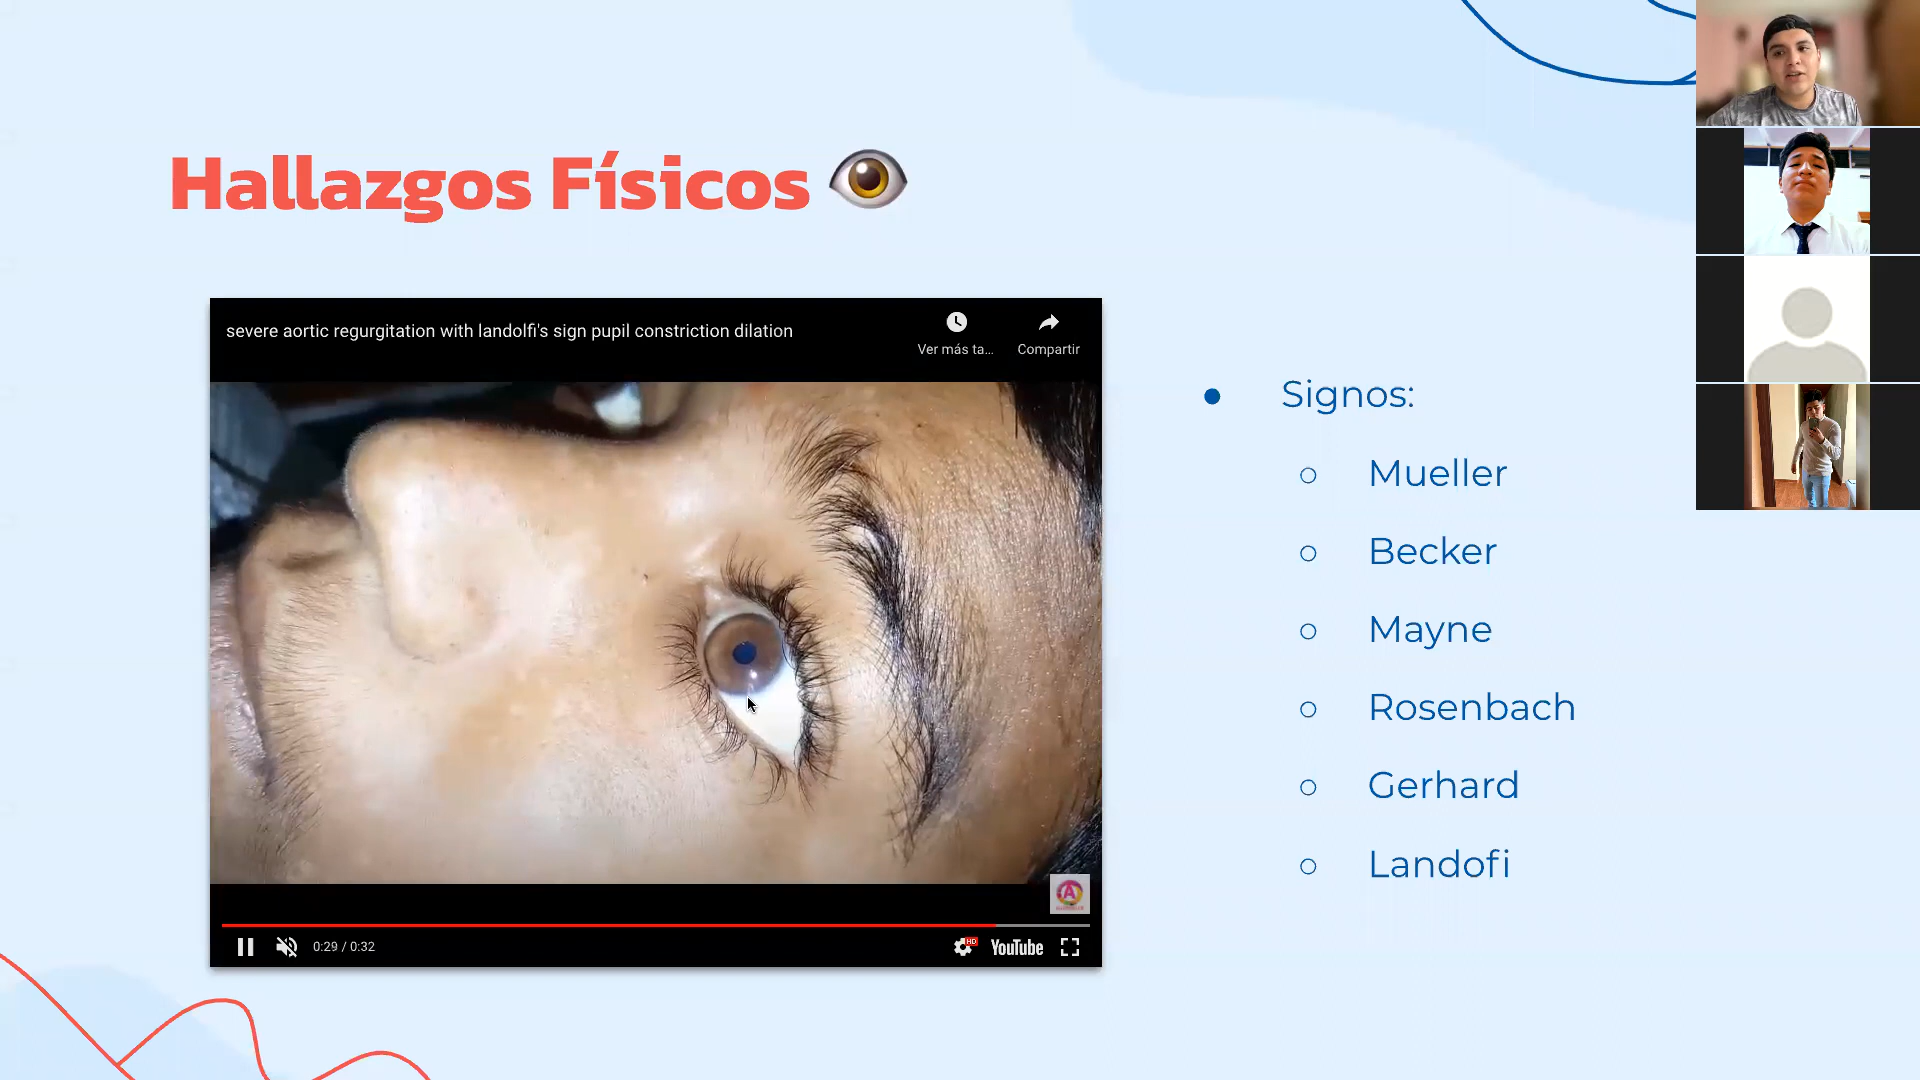 Hallazgos Físicos
severe aortic regurgitation with landolfi's sign pupil constriction dilation
Ver más ta...
Compartir
A
0:29 / 0:32
HD
YouTube
Signos:
Mueller
Becker
Mayne
Rosenbach
Gerhard
Landofi